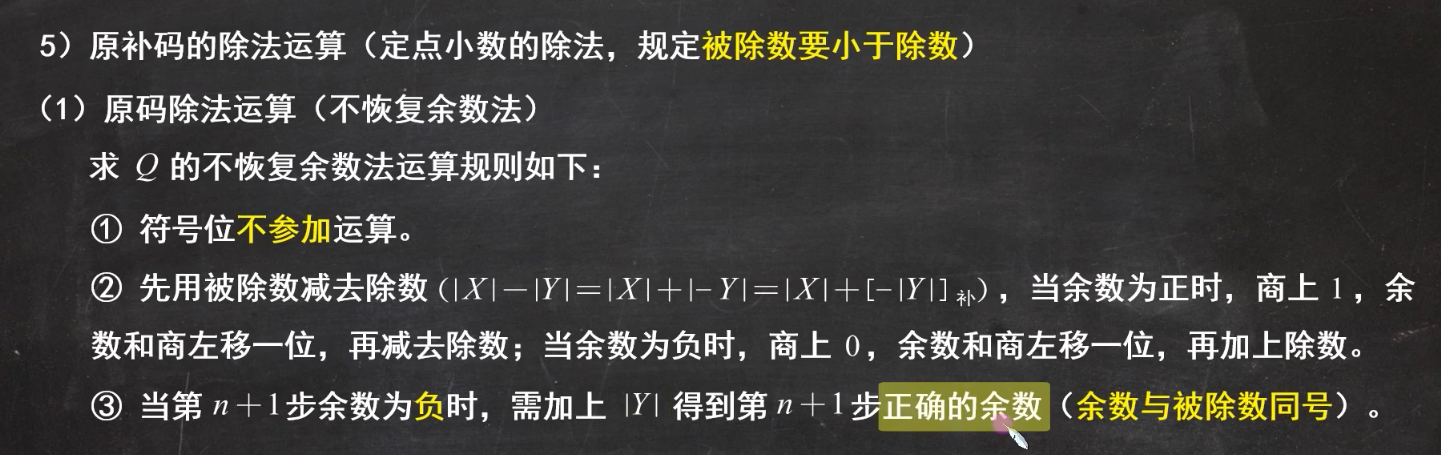 5）原补码的除法运算（定点小数的除法，规定被除数要小于除数）
（1）原码除法运算（不恢复余数法）
求 Q 的不恢复余数法运算规则如下：
① 符号位不参加运算。
② 先用被除数减去除数（|X|－|Y|＝|X|＋|－Y|＝|X|＋[－|Y|]补），当余数为正时，商上 1，余
数和商左移一位，再减去除数；当余数为负时，商上 0，余数和商左移一位，再加上除数。
③ 当第 n＋1步余数为负时，需加上 |Y| 得到第 n＋1步正确的余数（余数与被除数同号）。